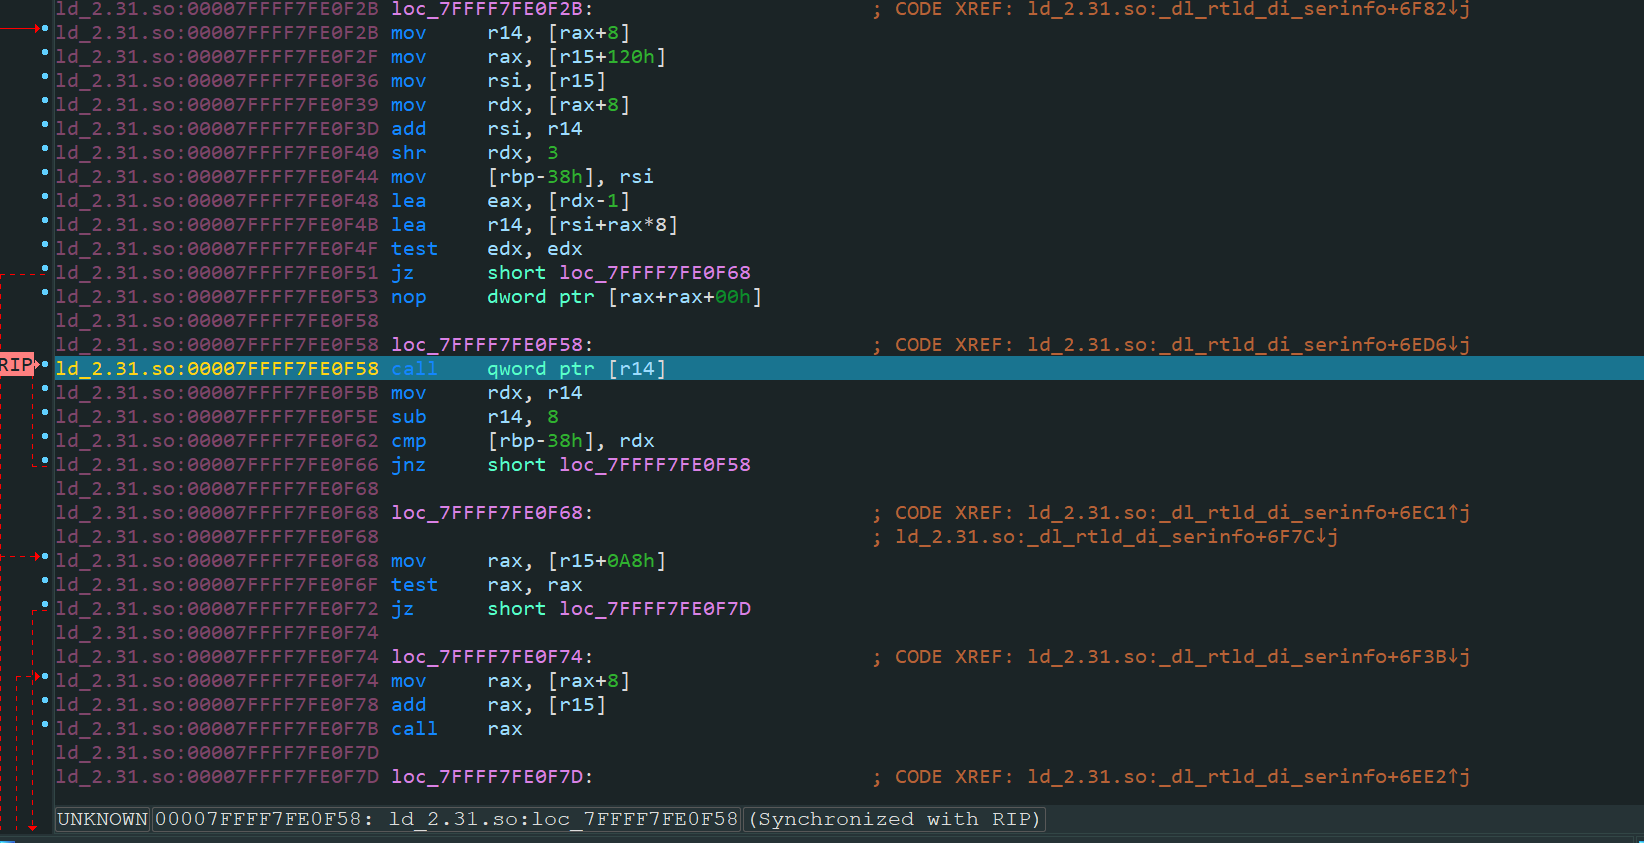 ld_2.31.so:00007FFFF7FE0F2B loc_7FFFF7FE0F2B: ; CODE XREF: ld_2.31.so:_dl_rtld_di_serinfo+6F82↓j
ld_2.31.so:00007FFFF7FE0F2B mov r14, [rax+8]
ld_2.31.so:00007FFFF7FE0F2F mov rax, [r15+120h]
ld_2.31.so:00007FFFF7FE0F36 mov rsi, [r15]
ld_2.31.so:00007FFFF7FE0F39 mov rdx, [rax+8]
ld_2.31.so:00007FFFF7FE0F3D add rsi, r14
ld_2.31.so:00007FFFF7FE0F40 shr rdx, 3
ld_2.31.so:00007FFFF7FE0F44 mov [rbp-38h], rsi
ld_2.31.so:00007FFFF7FE0F48 lea eax, [rdx-1]
ld_2.31.so:00007FFFF7FE0F4B lea r14, [rsi+rax*8]
ld_2.31.so:00007FFFF7FE0F4F test edx, edx
ld_2.31.so:00007FFFF7FE0F51 jz short loc_7FFFF7FE0F68
ld_2.31.so:00007FFFF7FE0F53 nop dword ptr [rax+rax+00h]
ld_2.31.so:00007FFFF7FE0F58
ld_2.31.so:00007FFFF7FE0F58 loc_7FFFF7FE0F58: ; CODE XREF: ld_2.31.so:_dl_rtld_di_serinfo+6ED6↓j
RIP ld_2.31.so:00007FFFF7FE0F58 call qword ptr [r14]
ld_2.31.so:00007FFFF7FE0F5B mov rdx, r14
ld_2.31.so:00007FFFF7FE0F5E sub r14, 8
ld_2.31.so:00007FFFF7FE0F62 cmp [rbp-38h], rdx
ld_2.31.so:00007FFFF7FE0F66 jnz short loc_7FFFF7FE0F58
ld_2.31.so:00007FFFF7FE0F68
ld_2.31.so:00007FFFF7FE0F68 loc_7FFFF7FE0F68: ; CODE XREF: ld_2.31.so:_dl_rtld_di_serinfo+6EC1↑j
ld_2.31.so:00007FFFF7FE0F68 ; ld_2.31.so:_dl_rtld_di_serinfo+6F7C↓j
ld_2.31.so:00007FFFF7FE0F68 mov rax, [r15+0A8h]
ld_2.31.so:00007FFFF7FE0F6F test rax, rax
ld_2.31.so:00007FFFF7FE0F72 jz short loc_7FFFF7FE0F7D
ld_2.31.so:00007FFFF7FE0F74
ld_2.31.so:00007FFFF7FE0F74 loc_7FFFF7FE0F74: ; CODE XREF: ld_2.31.so:_dl_rtld_di_serinfo+6F3B↓j
ld_2.31.so:00007FFFF7FE0F74 mov rax, [rax+8]
ld_2.31.so:00007FFFF7FE0F78 add rax, [r15]
ld_2.31.so:00007FFFF7FE0F7B call rax
ld_2.31.so:00007FFFF7FE0F7D
ld_2.31.so:00007FFFF7FE0F7D loc_7FFFF7FE0F7D: ; CODE XREF: ld_2.31.so:_dl_rtld_di_serinfo+6EE2↑j
UNKNOWN 00007FFFF7FE0F58: ld_2.31.so:loc_7FFFF7FE0F58 (Synchronized with RIP)